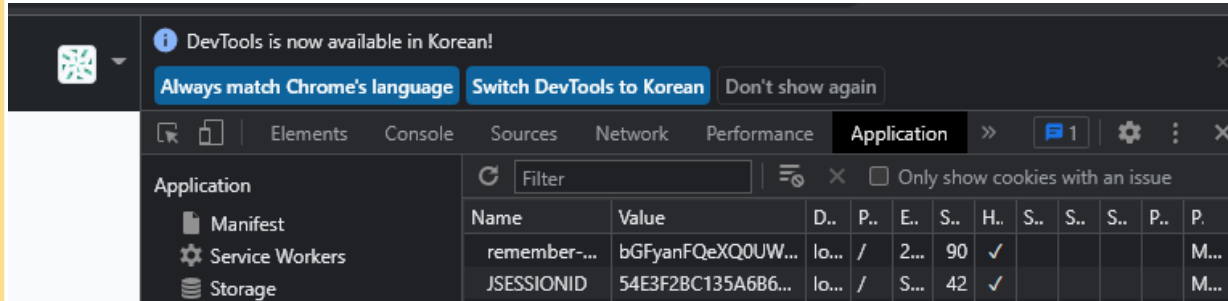 DevTools is now available in Korean!
Always match Chrome's language Switch DevTools to Korean Don't show again
Elements Console Sources Network Performance Application » 1
Application Filter Only show cookies with an issue
Manifest Name Value D.. P.. E.. S.. H.. S.. S.. S.. P.. P.
Service Workers remember-... bGFyanFQeXQ0UW... lo... / 2... 90 ✓ M...
Storage JSESSIONID 54E3F2BC135A6B6... lo... / S... 42 ✓ M...